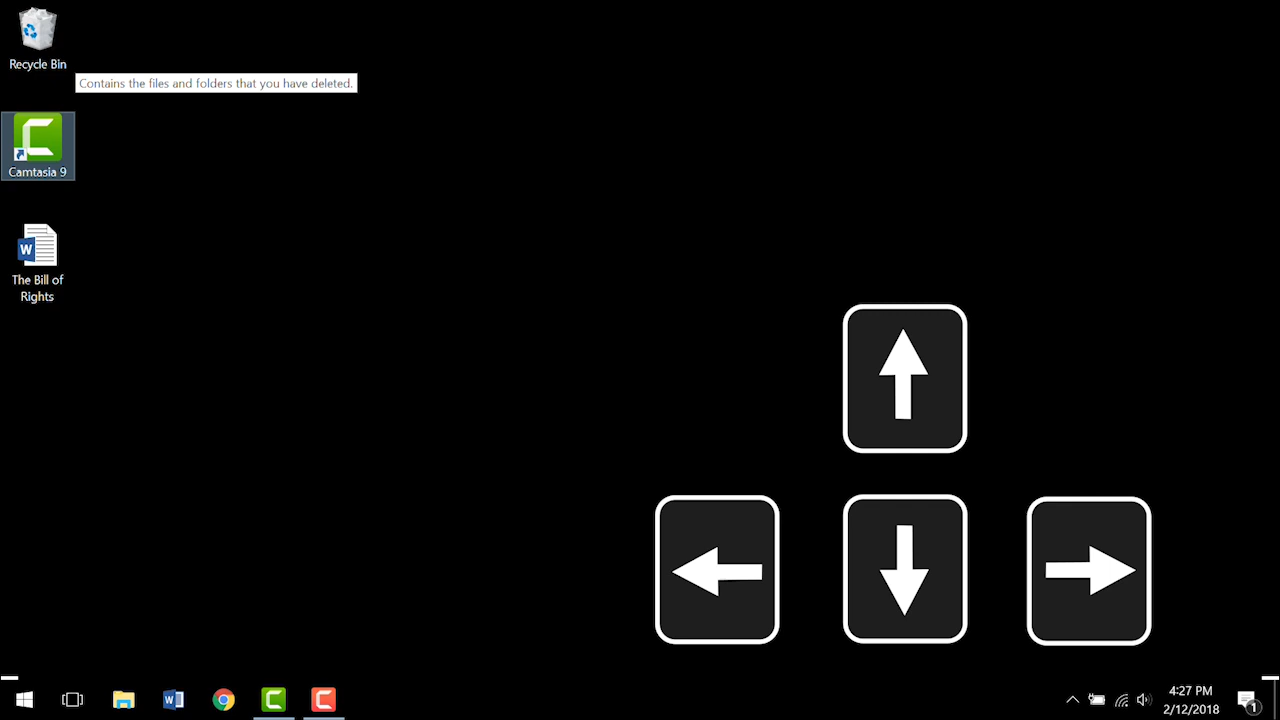 Recycle Bin
Contains the files and folders that you have deleted.
Camtasia 9
W
The Bill of
Rights
4:27 PM
2/12/2018
1